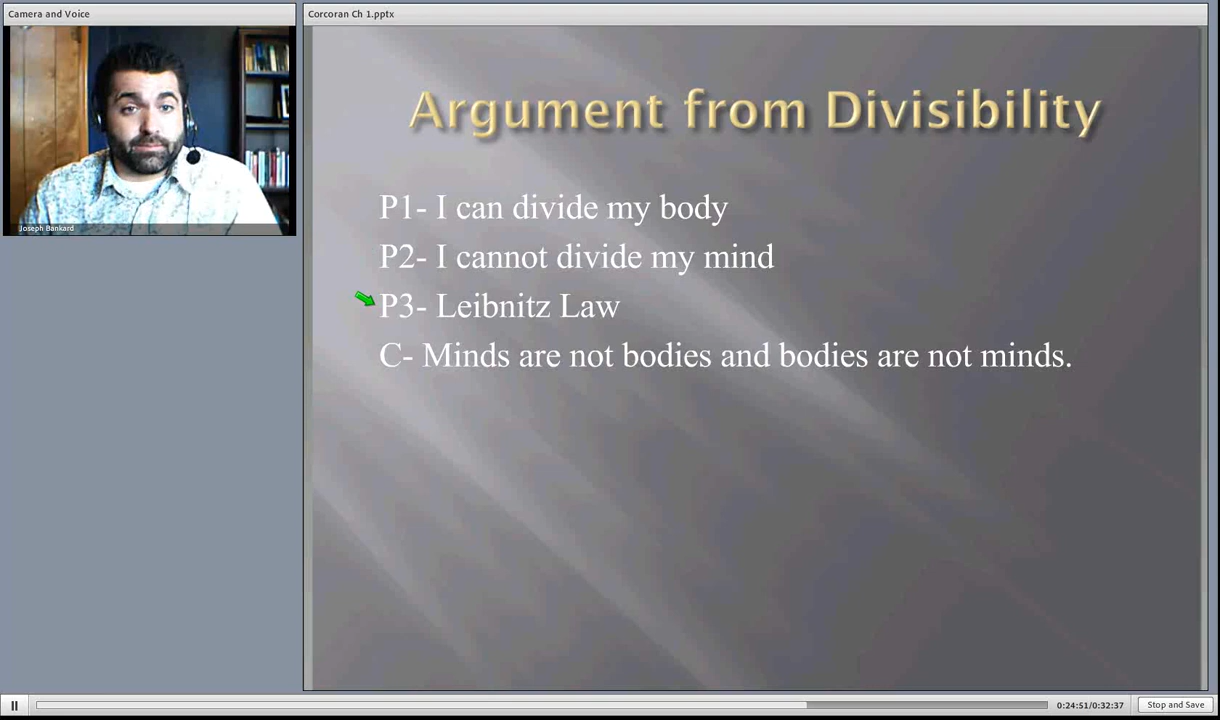 Camera and Voice
Joseph Bankard
Corcoran Ch 1.pptx
Argument from Divisibility
P1- I can divide my body
P2- I cannot divide my mind
P3- Leibnitz Law
C- Minds are not bodies and bodies are not minds.
0:24:51/0:32:37
Stop and Save